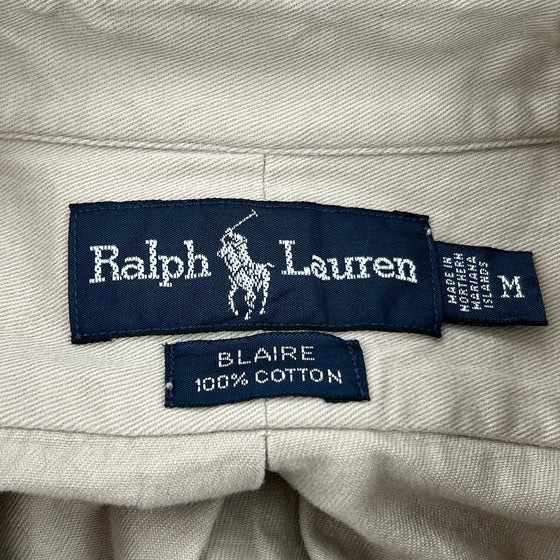 Ralph Lauren
MADE IN
NORTHERN
MARIANA
ISLANDS
M
BLAIRE
100% COTTON